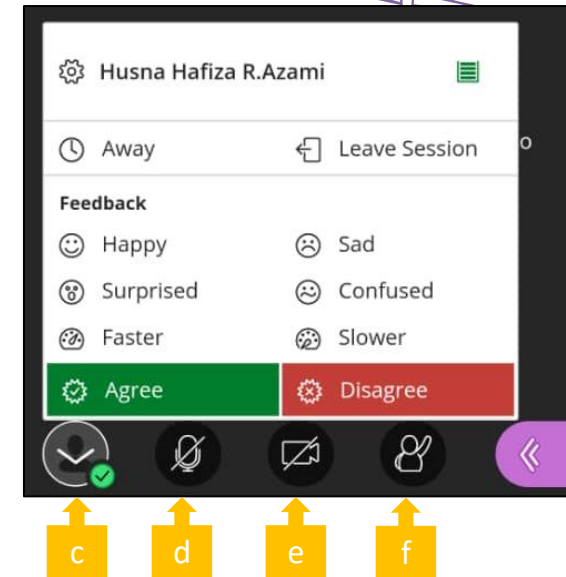 Husna Hafiza R.Azami
Away Leave Session
o
Feedback
Happy Sad
Surprised Confused
Faster Slower
Agree Disagree
c d e f